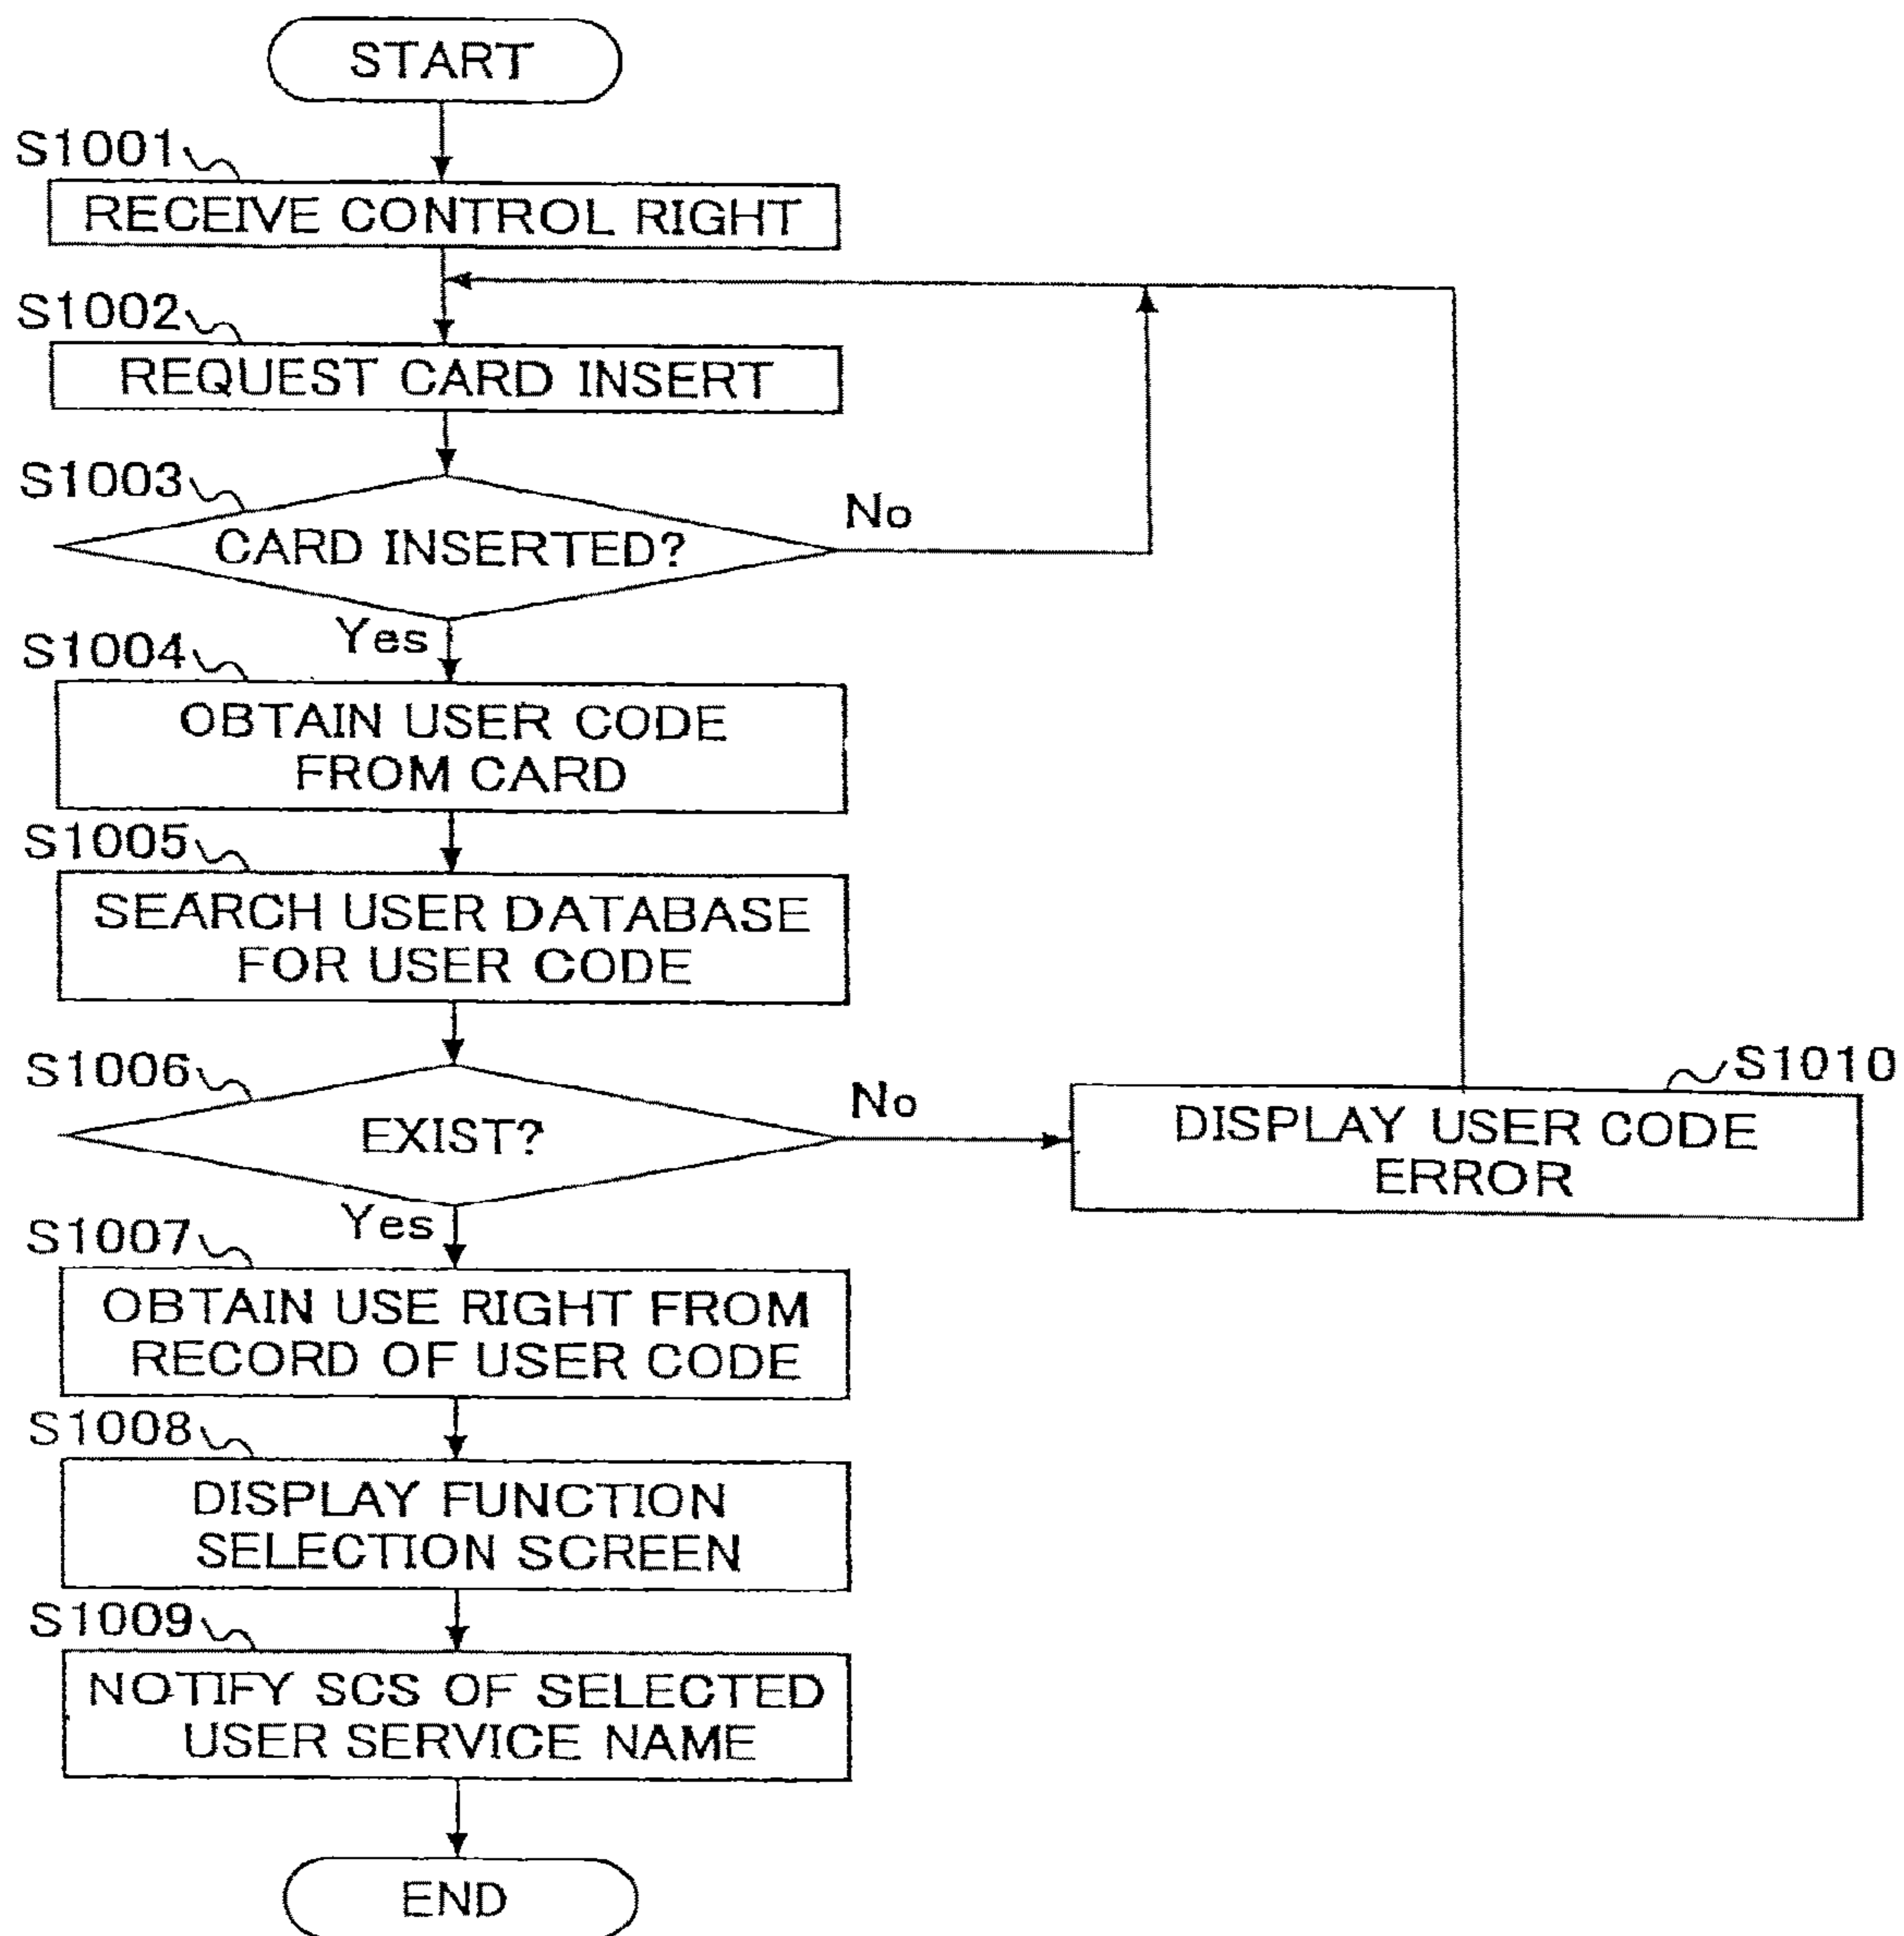 START
S1001
RECEIVE CONTROL RIGHT
S1002
REQUEST CARD INSERT
S1003
CARD INSERTED?
No
Yes
S1004
OBTAIN USER CODE
FROM CARD
S1005
SEARCH USER DATABASE
FOR USER CODE
S1006
EXIST?
No
S1010
DISPLAY USER CODE
ERROR
Yes
S1007
OBTAIN USE RIGHT FROM
RECORD OF USER CODE
S1008
DISPLAY FUNCTION
SELECTION SCREEN
S1009
NOTIFY SCS OF SELECTED
USER SERVICE NAME
END